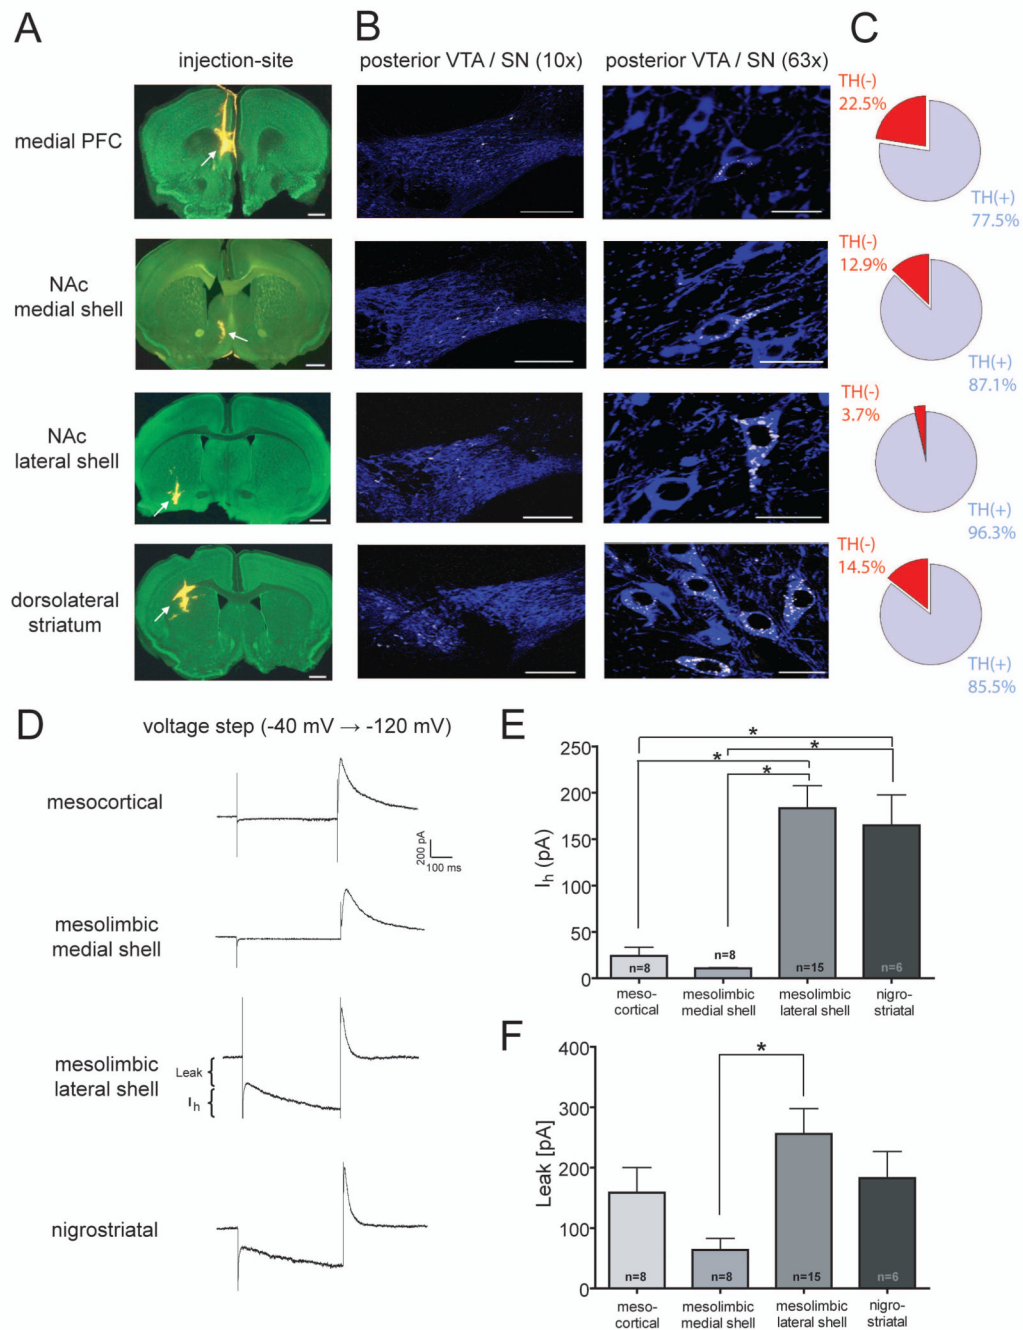 A
B
C
injection-site
posterior VTA / SN (10x)
posterior VTA / SN (63x)
medial PFC
TH(-)
22.5%
TH(+)
77.5%
NAc
medial shell
TH(-)
12.9%
TH(+)
87.1%
NAc
lateral shell
TH(-)
3.7%
TH(+)
96.3%
dorsolateral
striatum
TH(-)
14.5%
TH(+)
85.5%
D
voltage step (-40 mV → -120 mV)
mesocortical
200 pA
100 ms
mesolimbic
medial shell
mesolimbic
lateral shell
Leak
Ih
nigrostriatal
E
Ih (pA)
250
200
150
100
50
0
*
*
*
*
n=8
n=8
n=15
n=6
meso-
cortical
mesolimbic
medial shell
mesolimbic
lateral shell
nigro-
striatal
F
Leak [pA]
400
300
200
100
0
*
n=8
n=8
n=15
n=6
meso-
cortical
mesolimbic
medial shell
mesolimbic
lateral shell
nigro-
striatal